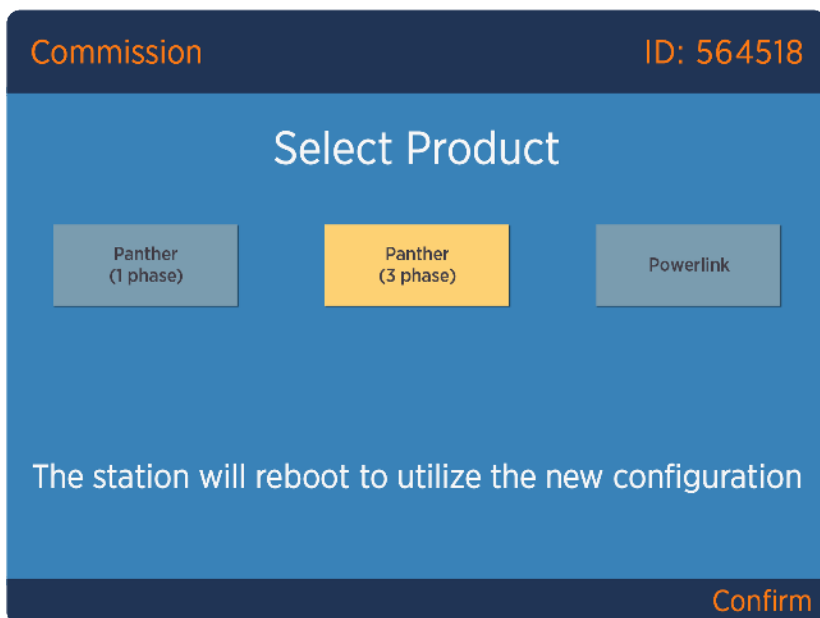 Commission
ID: 564518
Select Product
Panther
(1 phase)
Panther
(3 phase)
Powerlink
The station will reboot to utilize the new configuration
Confirm